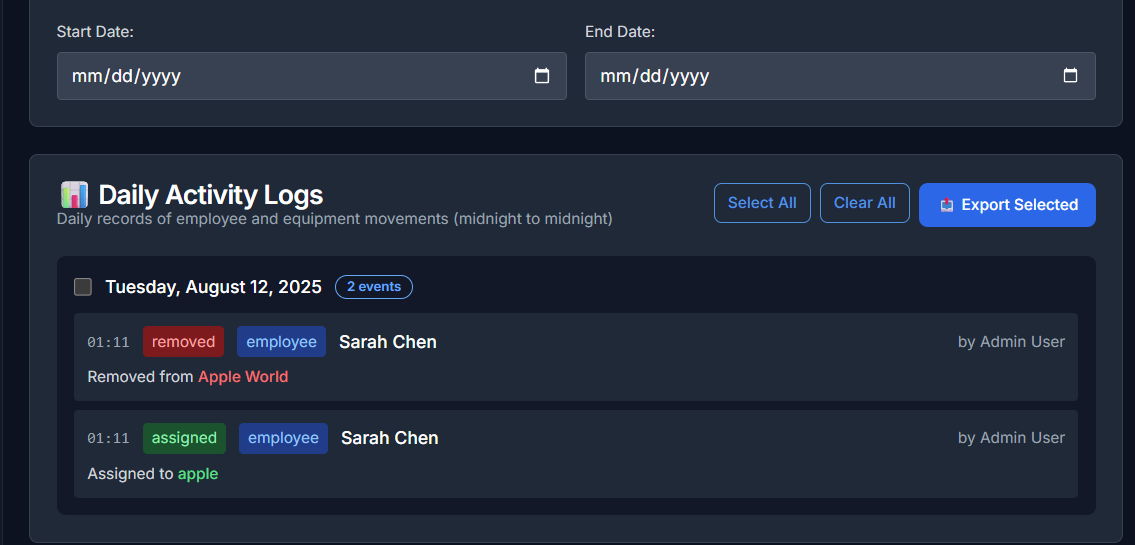 Start Date: End Date:
mm/dd/yyyy mm/dd/yyyy
Daily Activity Logs
Daily records of employee and equipment movements (midnight to midnight)
Select All Clear All Export Selected
Tuesday, August 12, 2025 2 events
01:11 removed employee Sarah Chen by Admin User
Removed from Apple World
01:11 assigned employee Sarah Chen by Admin User
Assigned to apple